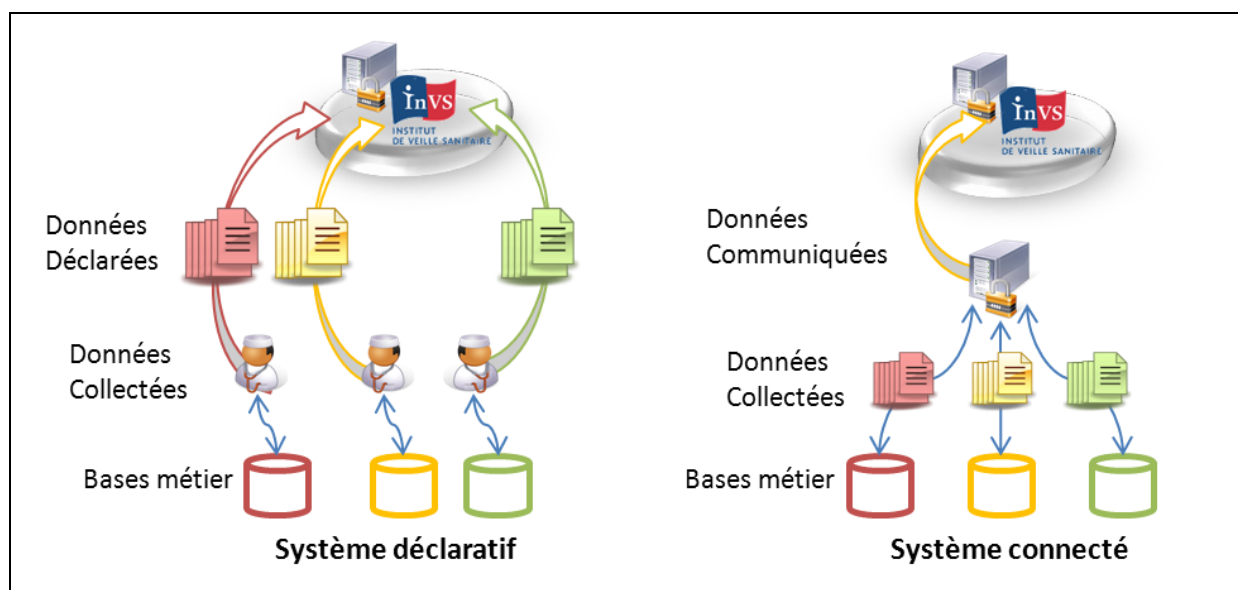 InVS
INSTITUT
DE VEILLE SANITAIRE
Données
Déclarées
Données
Collectées
Bases métier
Système déclaratif
InVS
INSTITUT
DE VEILLE SANITAIRE
Données
Communiquées
Données
Collectées
Bases métier
Système connecté